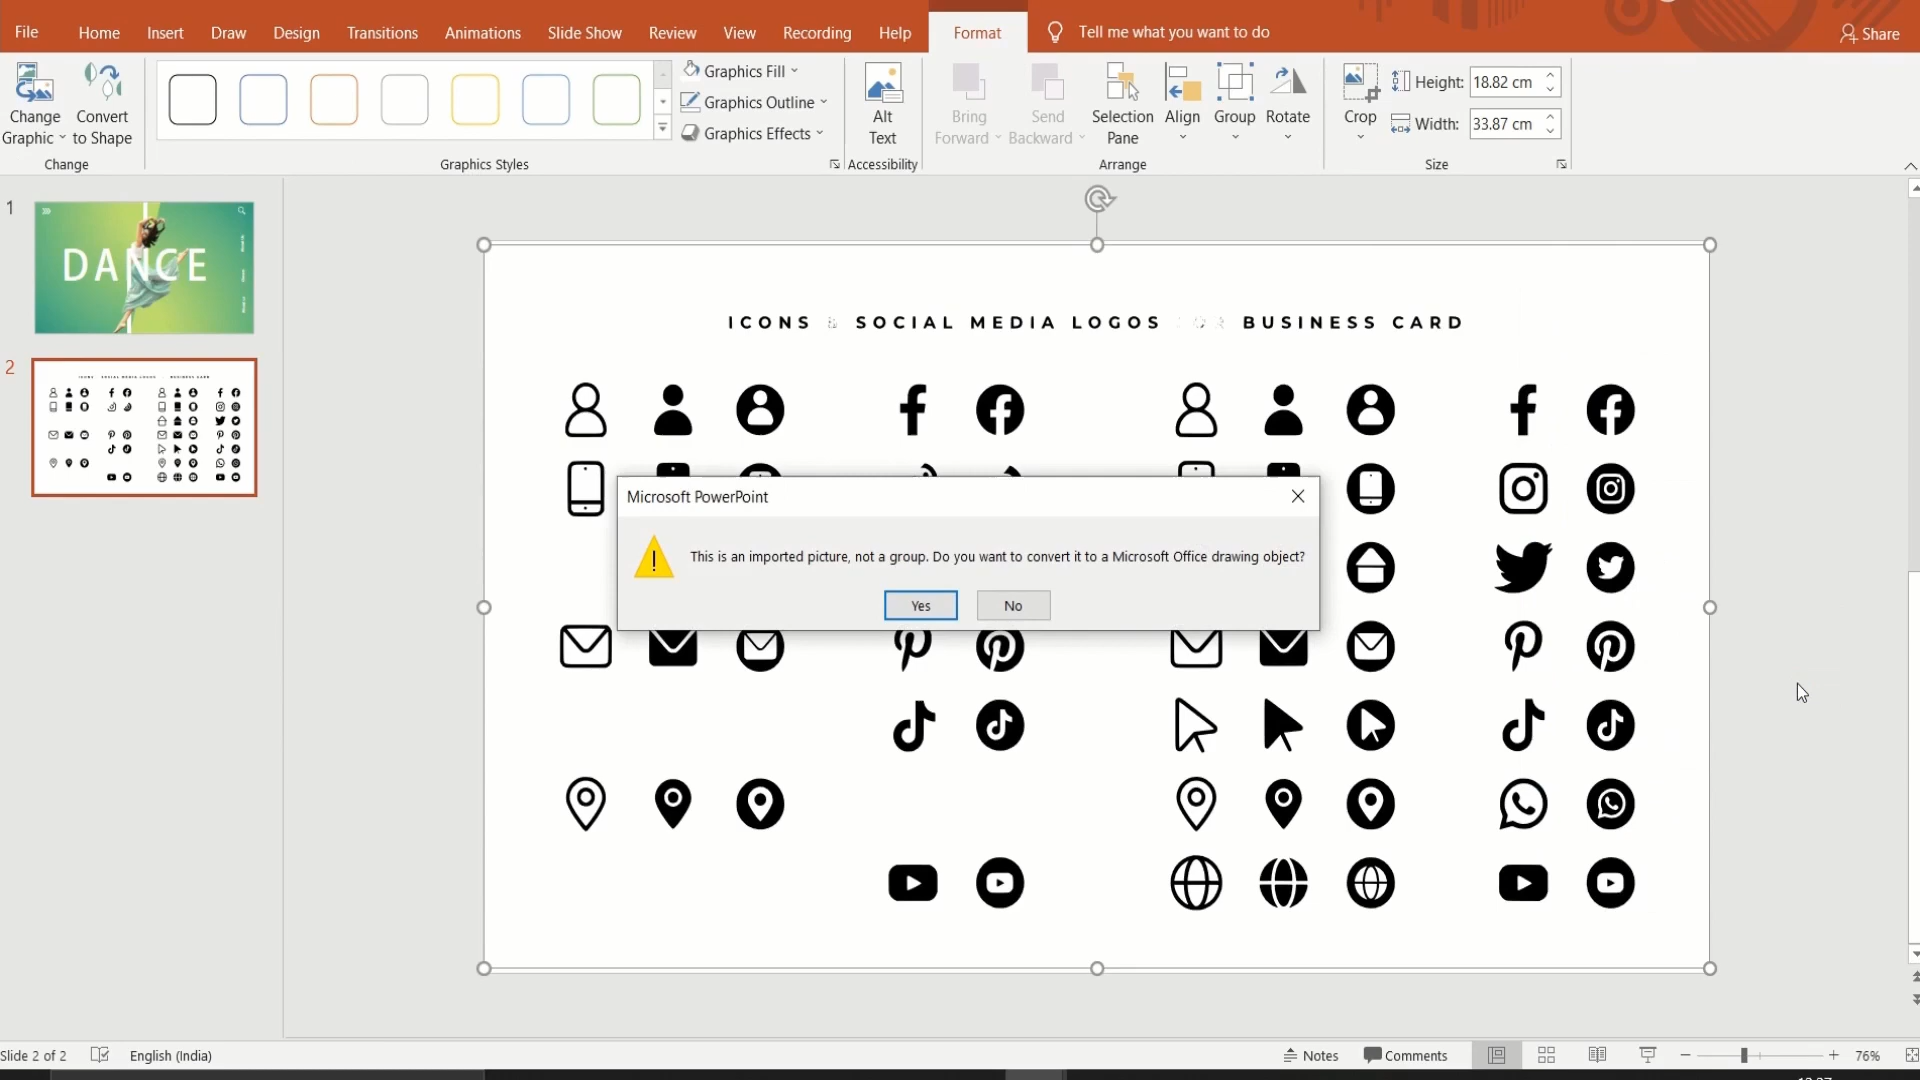 File Home Insert Draw Design Transitions Animations Slide Show Review View Recording Help Format Tell me what you want to do Share
Change Graphic
Convert to Shape
Change
Graphics Fill
Graphics Outline
Graphics Effects
Graphics Styles
Alt Text
Accessibility
Bring Forward
Send Backward
Selection Pane
Align
Group
Rotate
Arrange
Crop
Height: 18.82 cm
Width: 33.87 cm
Size
1
DANCE
2
ICONS & SOCIAL MEDIA LOGOS FOR BUSINESS CARD
Microsoft PowerPoint
This is an imported picture, not a group. Do you want to convert it to a Microsoft Office drawing object?
Yes No
Slide 2 of 2 English (India) Notes Comments 76%